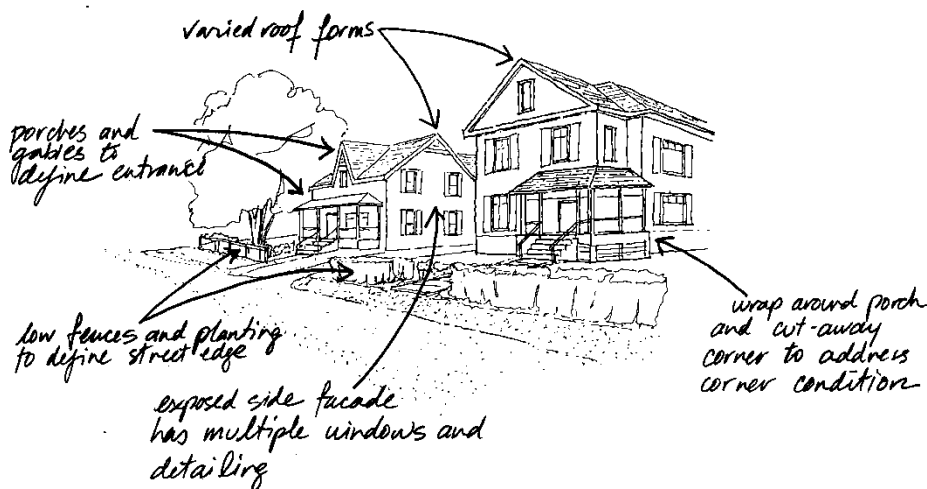 varied roof forms
porches and
gables to
define entrance
low fences and planting
to define street edge
exposed side facade
has multiple windows and
detailing
wrap around porch
and cut-away
corner to address
corner condition